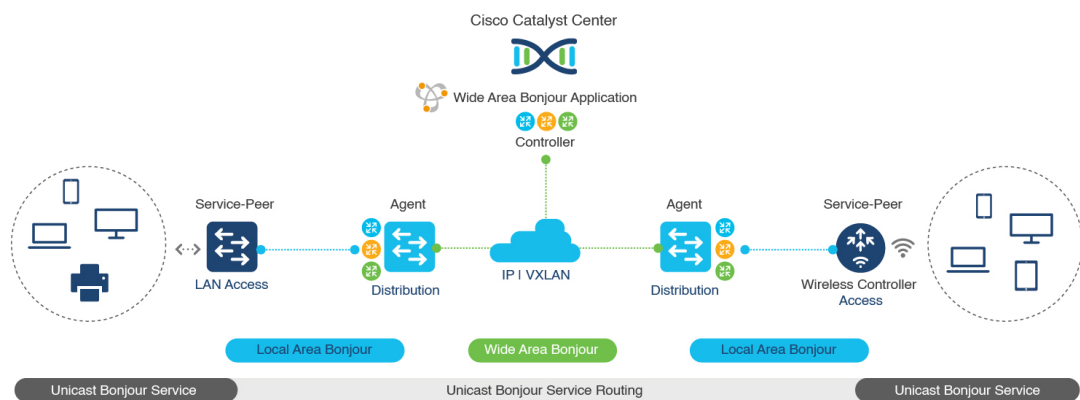 Cisco Catalyst Center
Wide Area Bonjour Application
Controller
Service-Peer
Agent
Agent
Service-Peer
LAN Access
Distribution
IP | VXLAN
Distribution
Wireless Controller
Access
Local Area Bonjour
Wide Area Bonjour
Local Area Bonjour
Unicast Bonjour Service
Unicast Bonjour Service Routing
Unicast Bonjour Service